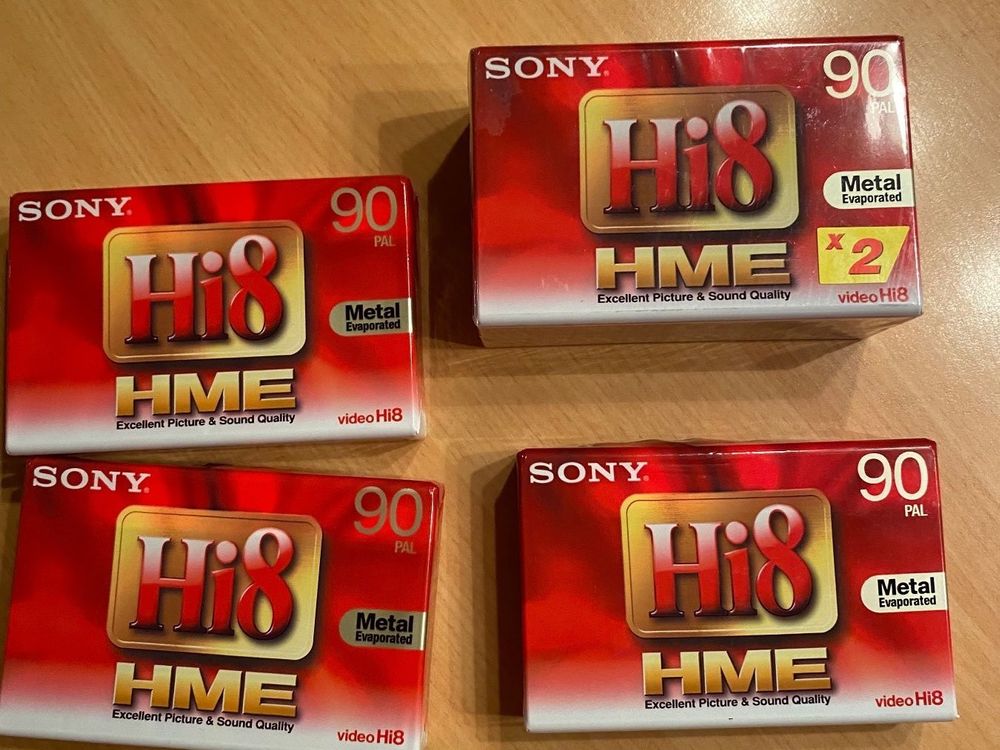 SONY
90
PAL
Hi8
Metal
Evaporated
HME
x2
Excellent Picture & Sound Quality
video Hi8
SONY
90
PAL
Hi8
Metal
Evaporated
HME
Excellent Picture & Sound Quality
video Hi8
SONY
90
PAL
Hi8
Metal
Evaporated
HME
Excellent Picture & Sound Quality
video Hi8
SONY
90
PAL
Hi8
Metal
Evaporated
HME
Excellent Picture & Sound Quality
video Hi8